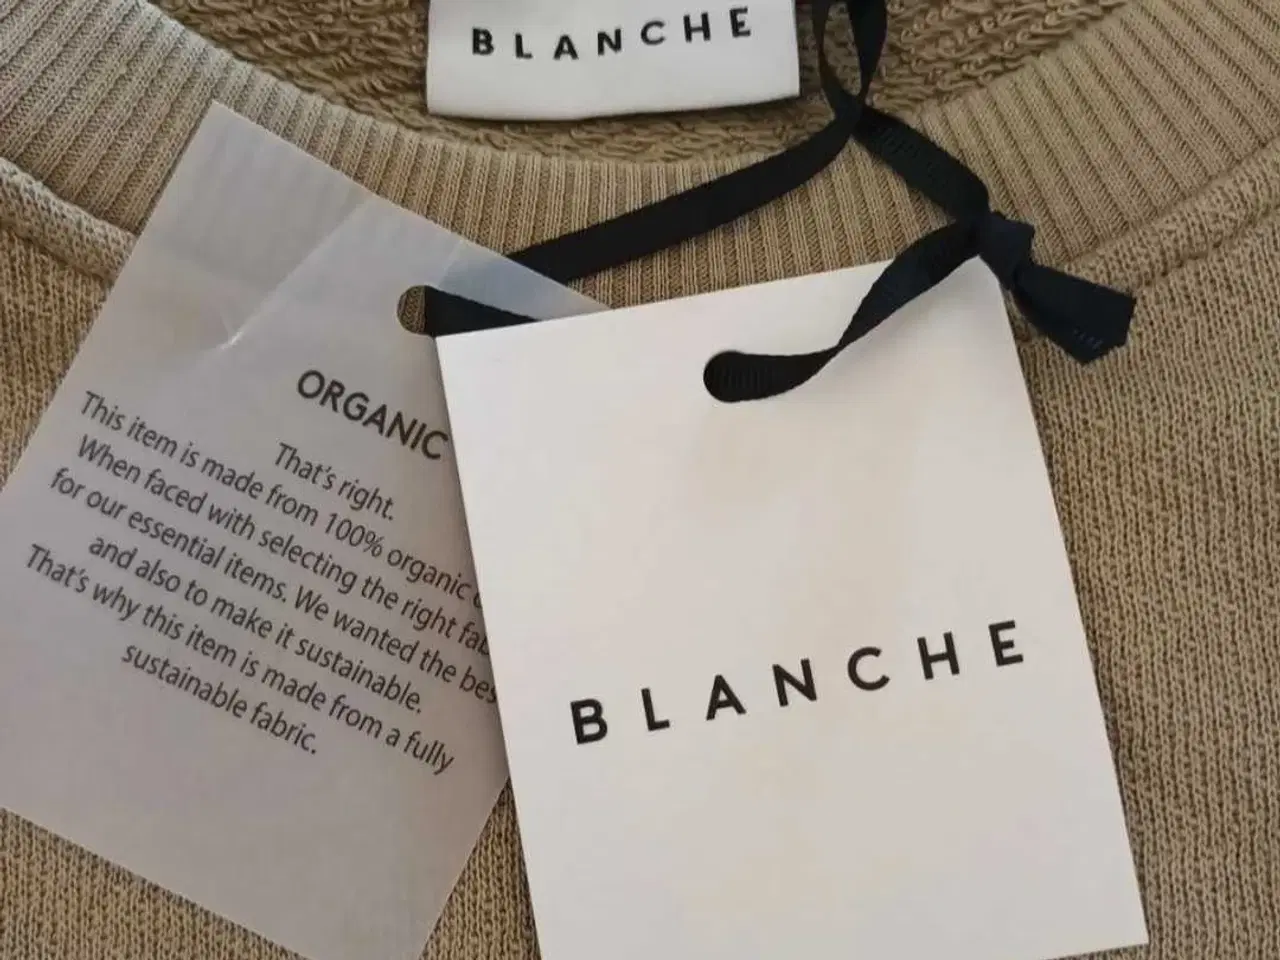 BLANCHE
ORGANIC
That's right.
This item is made from 100% organic
When faced with selecting the right
for our essential items. We wanted the
and also to make it sustainable.
That's why this item is made from a fully
sustainable fabric.
BLANCHE